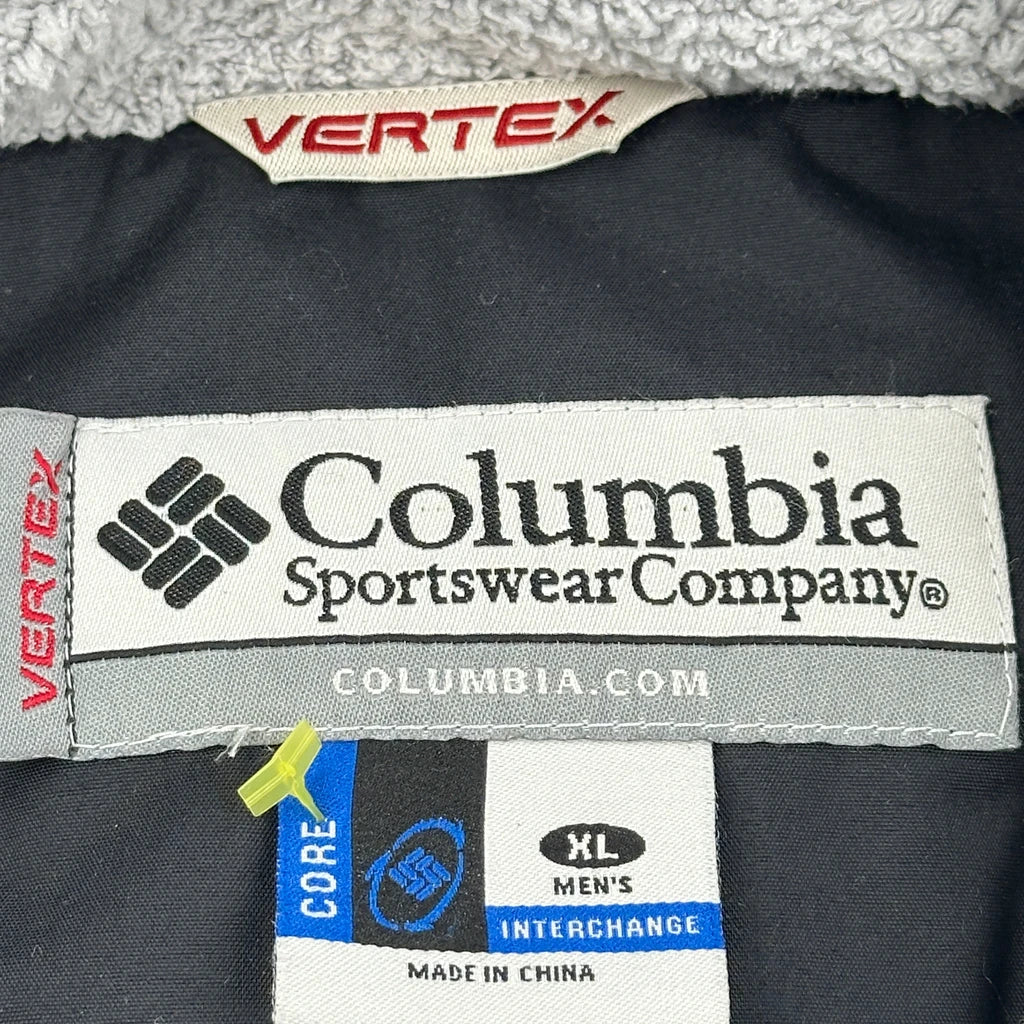 VERTEX
VERTEX
Columbia
Sportswear Company®
COLUMBIA.COM
CORE
XL
MEN'S
INTERCHANGE
MADE IN CHINA